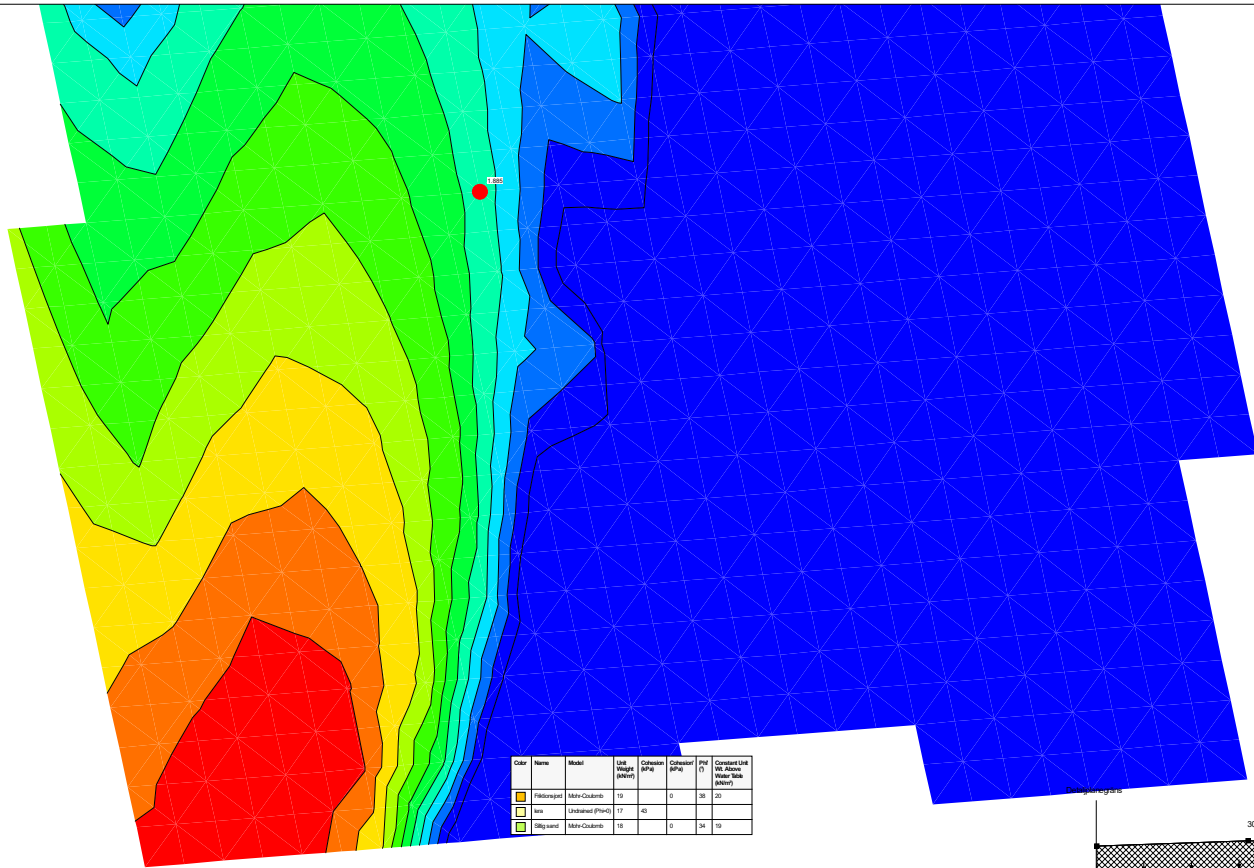 1.885
Color Name Model Unit Weight (kN/m³) Cohesion (kPa) Cohesion' (kPa) Phi' (°) Constant Unit Wt. Above Water Table (kN/m³)
Friktionsjord Mohr-Coulomb 19 0 38 20
lera Undrained (Phi=0) 17 43
Siltig sand Mohr-Coulomb 18 0 34 19
30